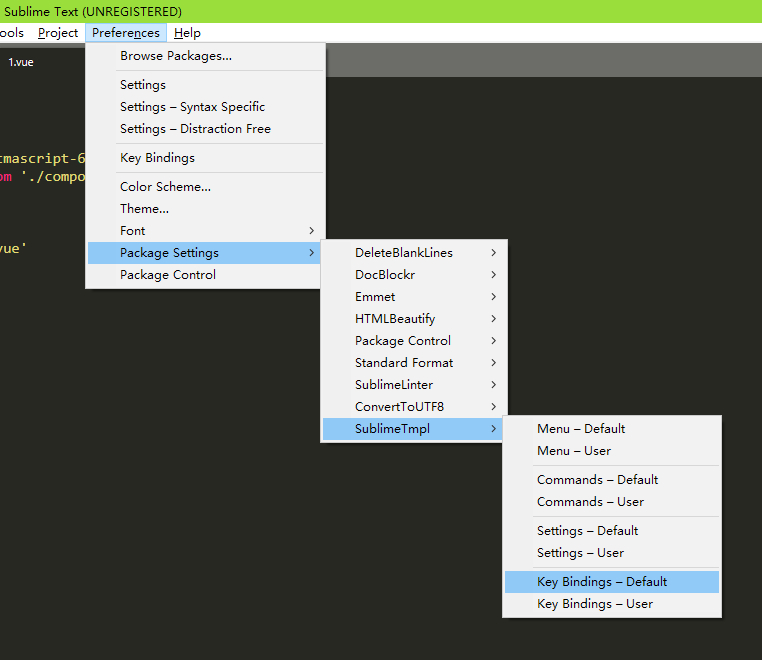 Sublime Text (UNREGISTERED)
ools Project Preferences Help
1.vue
Browse Packages...
Settings
Settings – Syntax Specific
Settings – Distraction Free
Key Bindings
Color Scheme...
Theme...
Font
Package Settings
Package Control
tmascript-6
om './compo
vue'
DeleteBlankLines
DocBlockr
Emmet
HTMLBeautify
Package Control
Standard Format
SublimeLinter
ConvertToUTF8
SublimeTmpl
Menu – Default
Menu – User
Commands – Default
Commands – User
Settings – Default
Settings – User
Key Bindings – Default
Key Bindings – User